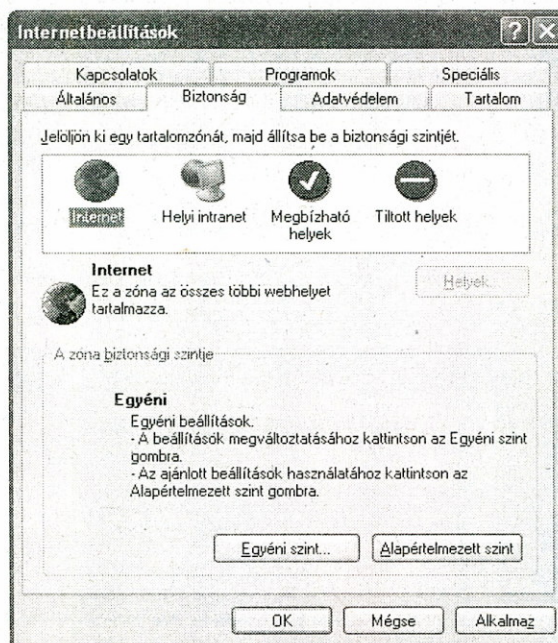 Internetbeállítások
Kapcsolatok Programok Speciális
Általános Biztonság Adatvédelem Tartalom
Jelöljön ki egy tartalomzónát, majd állítsa be a biztonsági szintjét.
Internet Helyi intranet Megbízható helyek Tiltott helyek
Internet
Ez a zóna az összes többi webhelyet
tartalmazza.
Helyek...
A zóna biztonsági szintje
Egyéni
Egyéni beállítások.
- A beállítások megváltoztatásához kattintson az Egyéni szint
gombra.
- Az ajánlott beállítások használatához kattintson az
Alapértelmezett szint gombra.
Egyéni szint... Alapértelmezett szint
OK Mégse Alkalmaz